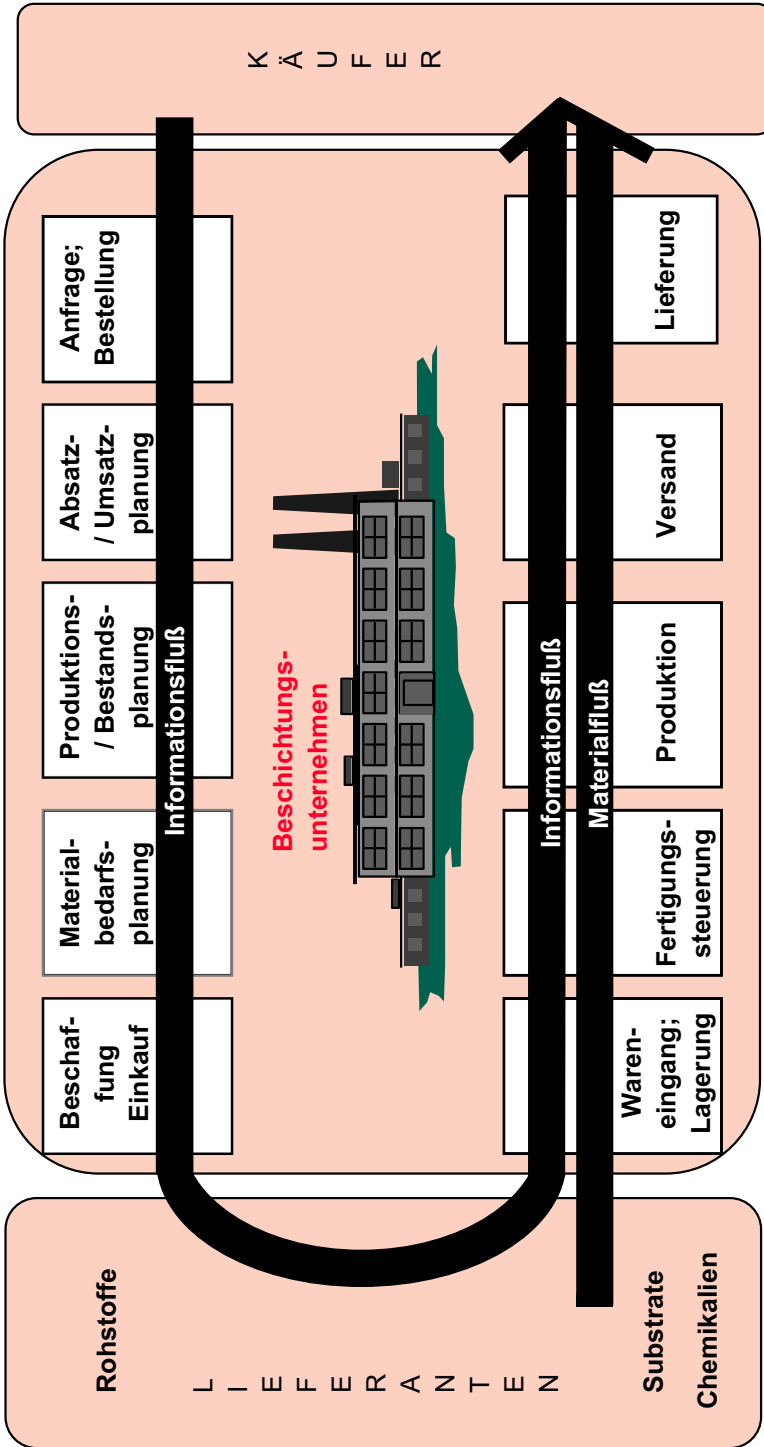 Rohstoffe
LIEFERANTEN
Substrate
Chemikalien
Beschaf-
fung
Einkauf
Material-
bedarfs-
planung
Produktions-
/ Bestands-
planung
Absatz-
/ Umsatz-
planung
Anfrage;
Bestellung
Informationsfluß
Beschichtungs-
unternehmen
Informationsfluß
Materialfluß
Waren-
eingang;
Lagerung
Fertigungs-
steuerung
Produktion
Versand
Lieferung
KÄUFER